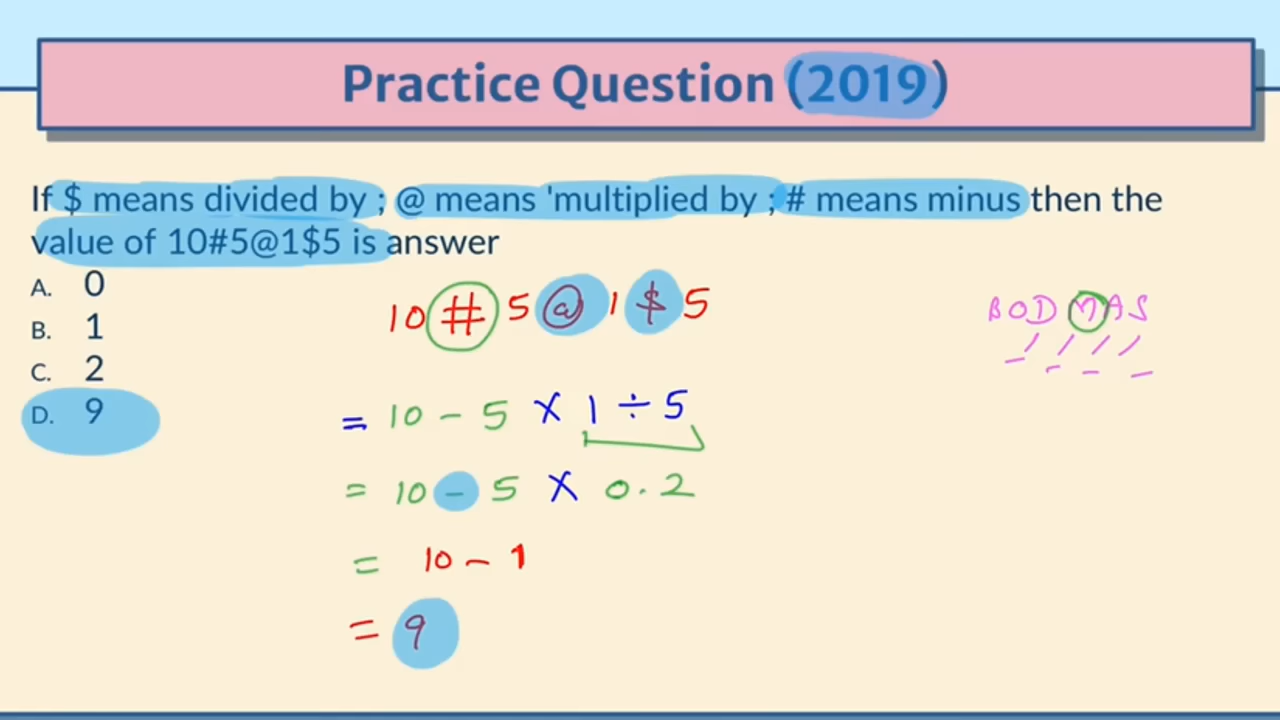 Practice Question (2019)
If $ means divided by ; @ means 'multiplied by ; # means minus then the
value of 10#5@1$5 is answer
A. 0
B. 1
C. 2
D. 9
10 # 5 @ 1 $ 5
BODMAS
= 10 - 5 × 1 ÷ 5
= 10 - 5 × 0.2
= 10 - 1
= 9